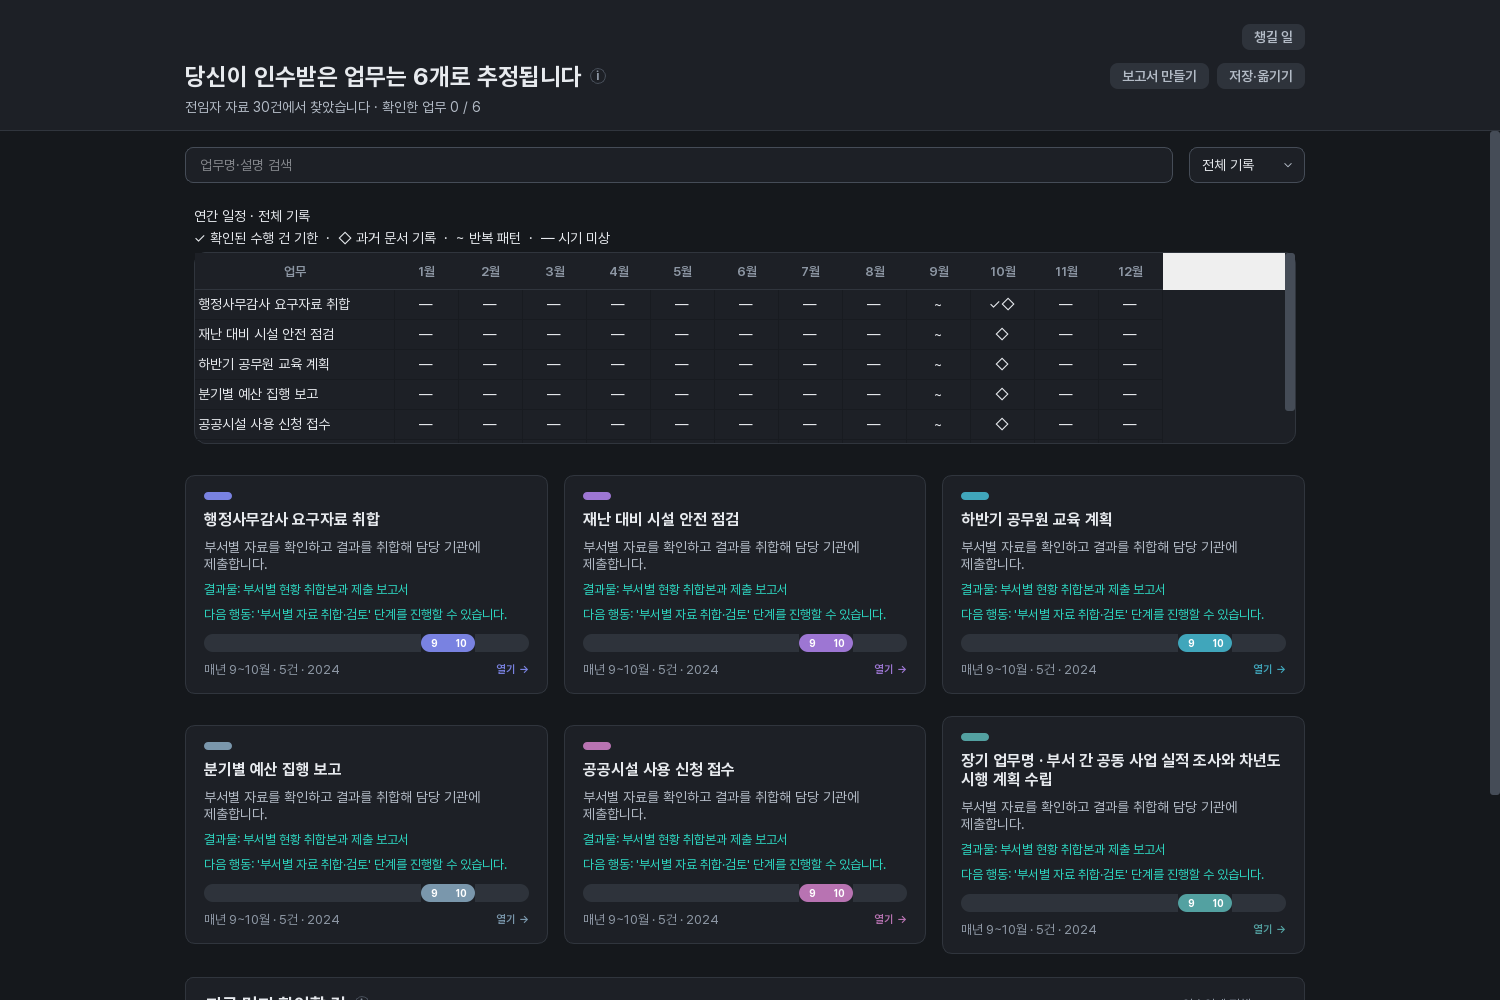 챙길 일
당신이 인수받은 업무는 6개로 추정됩니다 ⓘ
보고서 만들기
저장·옮기기
전임자 자료 30건에서 찾았습니다 · 확인한 업무 0 / 6
업무명·설명 검색
전체 기록
연간 일정 · 전체 기록
✓ 확인된 수행 건 기한 · ◇ 과거 문서 기록 · ~ 반복 패턴 · — 시기 미상
업무 1월 2월 3월 4월 5월 6월 7월 8월 9월 10월 11월 12월
행정사무감사 요구자료 취합 — — — — — — — — ~ ✓◇ — —
재난 대비 시설 안전 점검 — — — — — — — — ~ ◇ — —
하반기 공무원 교육 계획 — — — — — — — — ~ ◇ — —
분기별 예산 집행 보고 — — — — — — — — ~ ◇ — —
공공시설 사용 신청 접수 — — — — — — — — ~ ◇ — —
행정사무감사 요구자료 취합
부서별 자료를 확인하고 결과를 취합해 담당 기관에
제출합니다.
결과물: 부서별 현황 취합본과 제출 보고서
다음 행동: '부서별 자료 취합·검토' 단계를 진행할 수 있습니다.
9 10
매년 9~10월 · 5건 · 2024
열기 →
재난 대비 시설 안전 점검
부서별 자료를 확인하고 결과를 취합해 담당 기관에
제출합니다.
결과물: 부서별 현황 취합본과 제출 보고서
다음 행동: '부서별 자료 취합·검토' 단계를 진행할 수 있습니다.
9 10
매년 9~10월 · 5건 · 2024
열기 →
하반기 공무원 교육 계획
부서별 자료를 확인하고 결과를 취합해 담당 기관에
제출합니다.
결과물: 부서별 현황 취합본과 제출 보고서
다음 행동: '부서별 자료 취합·검토' 단계를 진행할 수 있습니다.
9 10
매년 9~10월 · 5건 · 2024
열기 →
분기별 예산 집행 보고
부서별 자료를 확인하고 결과를 취합해 담당 기관에
제출합니다.
결과물: 부서별 현황 취합본과 제출 보고서
다음 행동: '부서별 자료 취합·검토' 단계를 진행할 수 있습니다.
9 10
매년 9~10월 · 5건 · 2024
열기 →
공공시설 사용 신청 접수
부서별 자료를 확인하고 결과를 취합해 담당 기관에
제출합니다.
결과물: 부서별 현황 취합본과 제출 보고서
다음 행동: '부서별 자료 취합·검토' 단계를 진행할 수 있습니다.
9 10
매년 9~10월 · 5건 · 2024
열기 →
장기 업무명 · 부서 간 공동 사업 실적 조사와 차년도
시행 계획 수립
부서별 자료를 확인하고 결과를 취합해 담당 기관에
제출합니다.
결과물: 부서별 현황 취합본과 제출 보고서
다음 행동: '부서별 자료 취합·검토' 단계를 진행할 수 있습니다.
9 10
매년 9~10월 · 5건 · 2024
열기 →